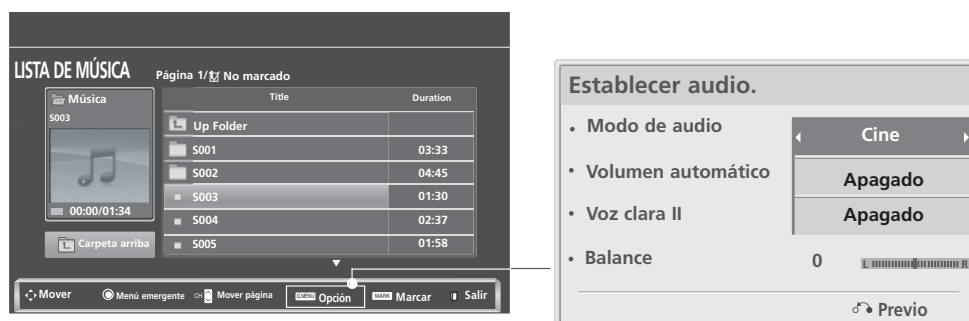 LISTA DE MÚSICA
Página 1/1 No marcado
Música
S003
00:00/01:34
Carpeta arriba
Title Duration
Up Folder
S001 03:33
S002 04:45
S003 01:30
S004 02:37
S005 01:58
Mover
Menú emergente
CH Mover página
Q.MENU Opción
MARK Marcar
Salir
Establecer audio.
• Modo de audio Cine
• Volumen automático Apagado
• Voz clara II Apagado
• Balance 0 L R
Previo